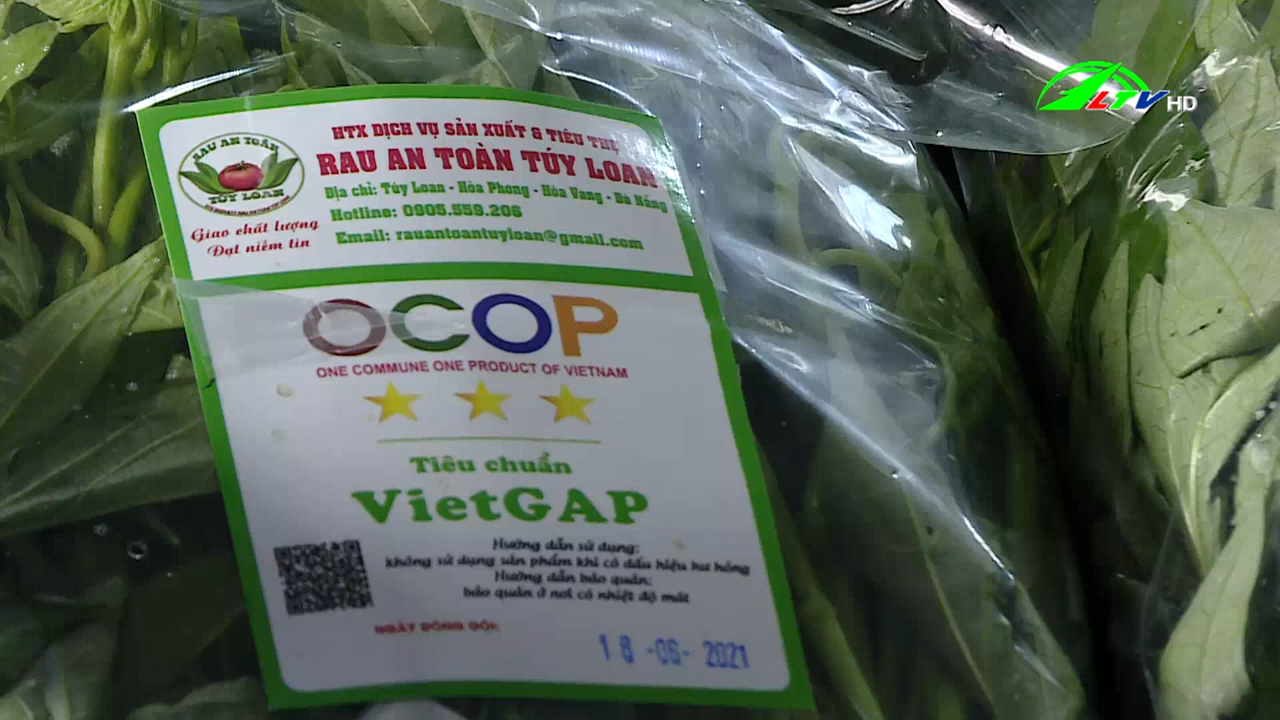 LTV HD
RAU AN TOÀN
TÚY LOAN
Giao chất lượng
Đạt niềm tin
HTX DỊCH VỤ SẢN XUẤT & TIÊU THỤ
RAU AN TOÀN TÚY LOAN
Địa chỉ: Túy Loan - Hòa Phong - Hòa Vang - Đà Nẵng
Hotline: 0905.559.206
Email: rauantoantuyloan@gmail.com
OCOP
ONE COMMUNE ONE PRODUCT OF VIETNAM
Tiêu chuẩn
VietGAP
Hướng dẫn sử dụng:
không sử dụng sản phẩm khi có dấu hiệu hư hỏng
Hướng dẫn bảo quản:
bảo quản ở nơi có nhiệt độ mát
NGÀY ĐÓNG GÓI:
18-06-2021